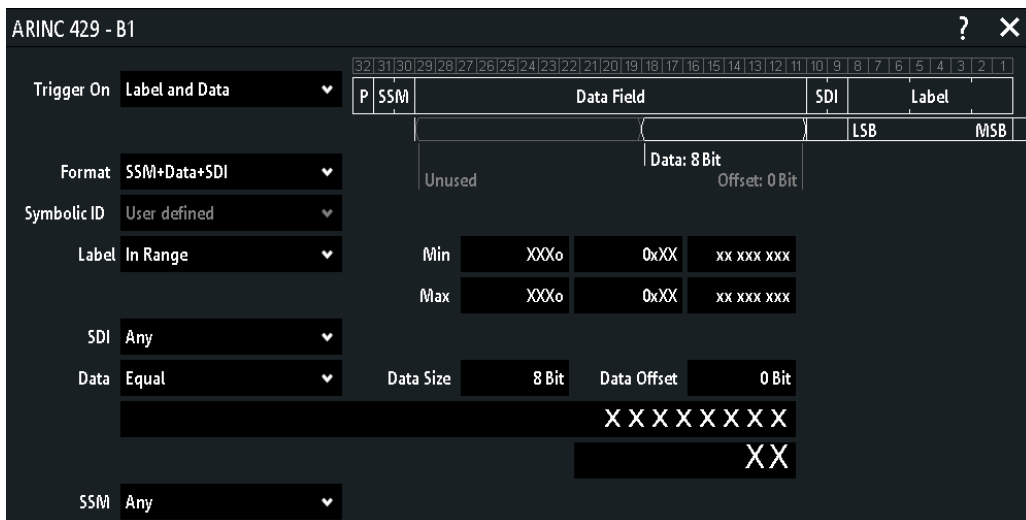 ARINC 429 - B1 ? X
32 31 30 29 28 27 26 25 24 23 22 21 20 19 18 17 16 15 14 13 12 11 10 9 8 7 6 5 4 3 2 1
Trigger On Label and Data P SSM Data Field SDI Label
LSB MSB
Data: 8 Bit
Format SSM+Data+SDI Unused Offset: 0 Bit
Symbolic ID User defined
Label In Range Min XXXo 0xXX xx xxx xxx
Max XXXo 0xXX xx xxx xxx
SDI Any
Data Equal Data Size 8 Bit Data Offset 0 Bit
X X X X X X X X
XX
SSM Any